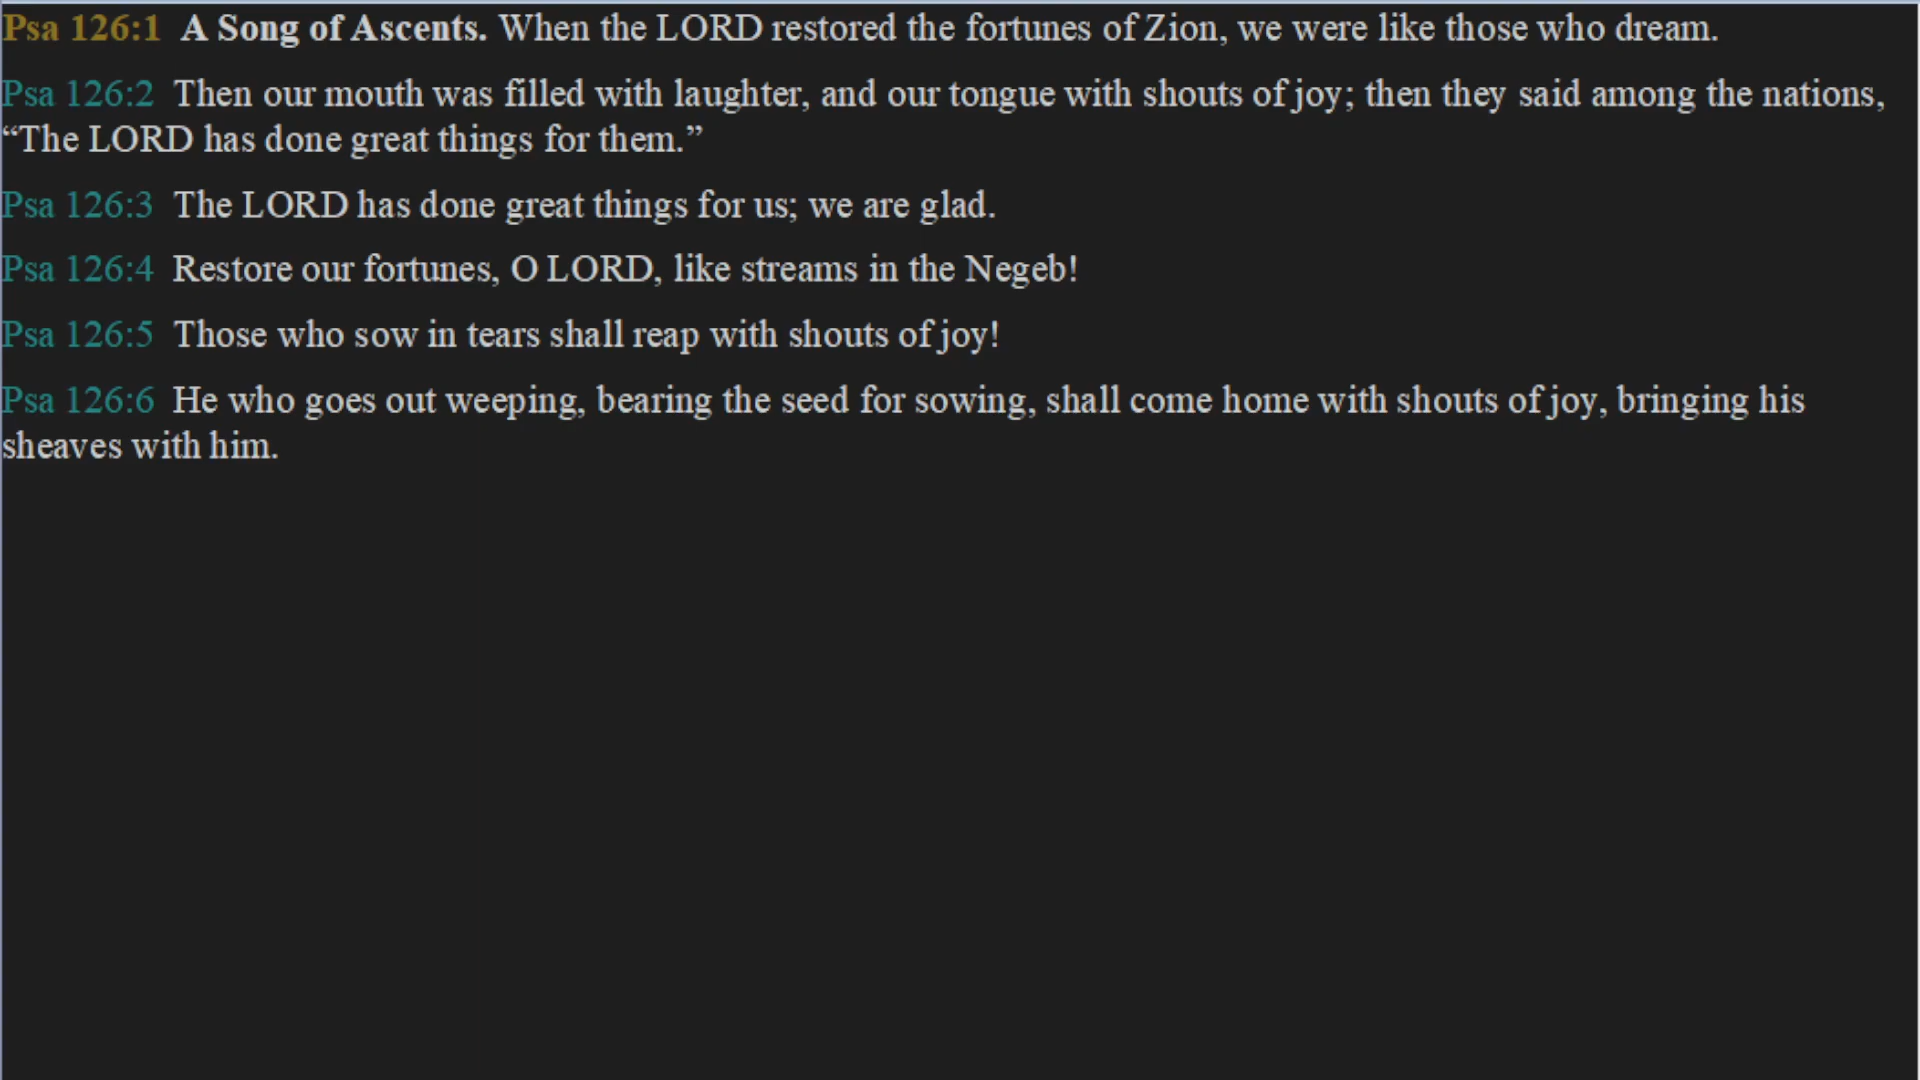 Psa 126:1 A Song of Ascents. When the LORD restored the fortunes of Zion, we were like those who dream.
Psa 126:2 Then our mouth was filled with laughter, and our tongue with shouts of joy; then they said among the nations,
“The LORD has done great things for them.”
Psa 126:3 The LORD has done great things for us; we are glad.
Psa 126:4 Restore our fortunes, O LORD, like streams in the Negeb!
Psa 126:5 Those who sow in tears shall reap with shouts of joy!
Psa 126:6 He who goes out weeping, bearing the seed for sowing, shall come home with shouts of joy, bringing his
sheaves with him.